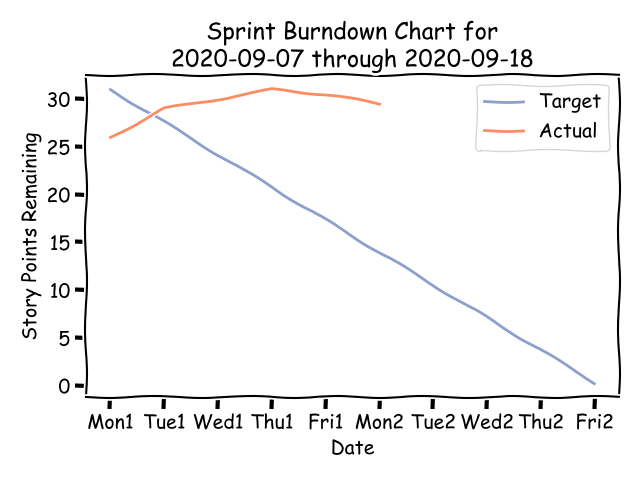 Sprint Burndown Chart for
2020-09-07 through 2020-09-18
Target
Actual
Story Points Remaining
30
25
20
15
10
5
0
Mon1 Tue1 Wed1 Thu1 Fri1 Mon2 Tue2 Wed2 Thu2 Fri2
Date